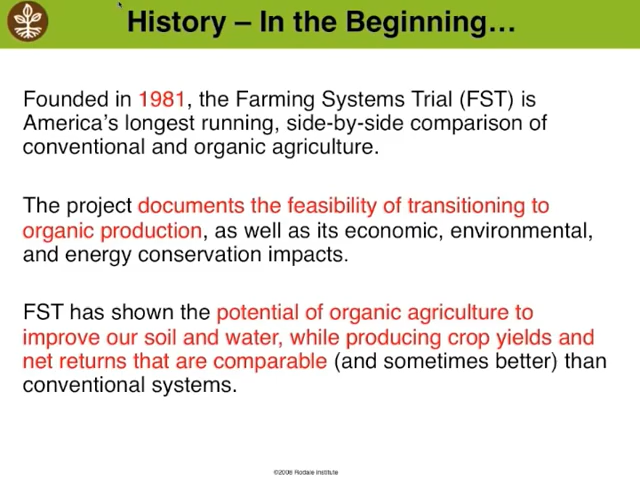 History – In the Beginning…
Founded in 1981, the Farming Systems Trial (FST) is
America's longest running, side-by-side comparison of
conventional and organic agriculture.
The project documents the feasibility of transitioning to
organic production, as well as its economic, environmental,
and energy conservation impacts.
FST has shown the potential of organic agriculture to
improve our soil and water, while producing crop yields and
net returns that are comparable (and sometimes better) than
conventional systems.
©2008 Rodale Institute